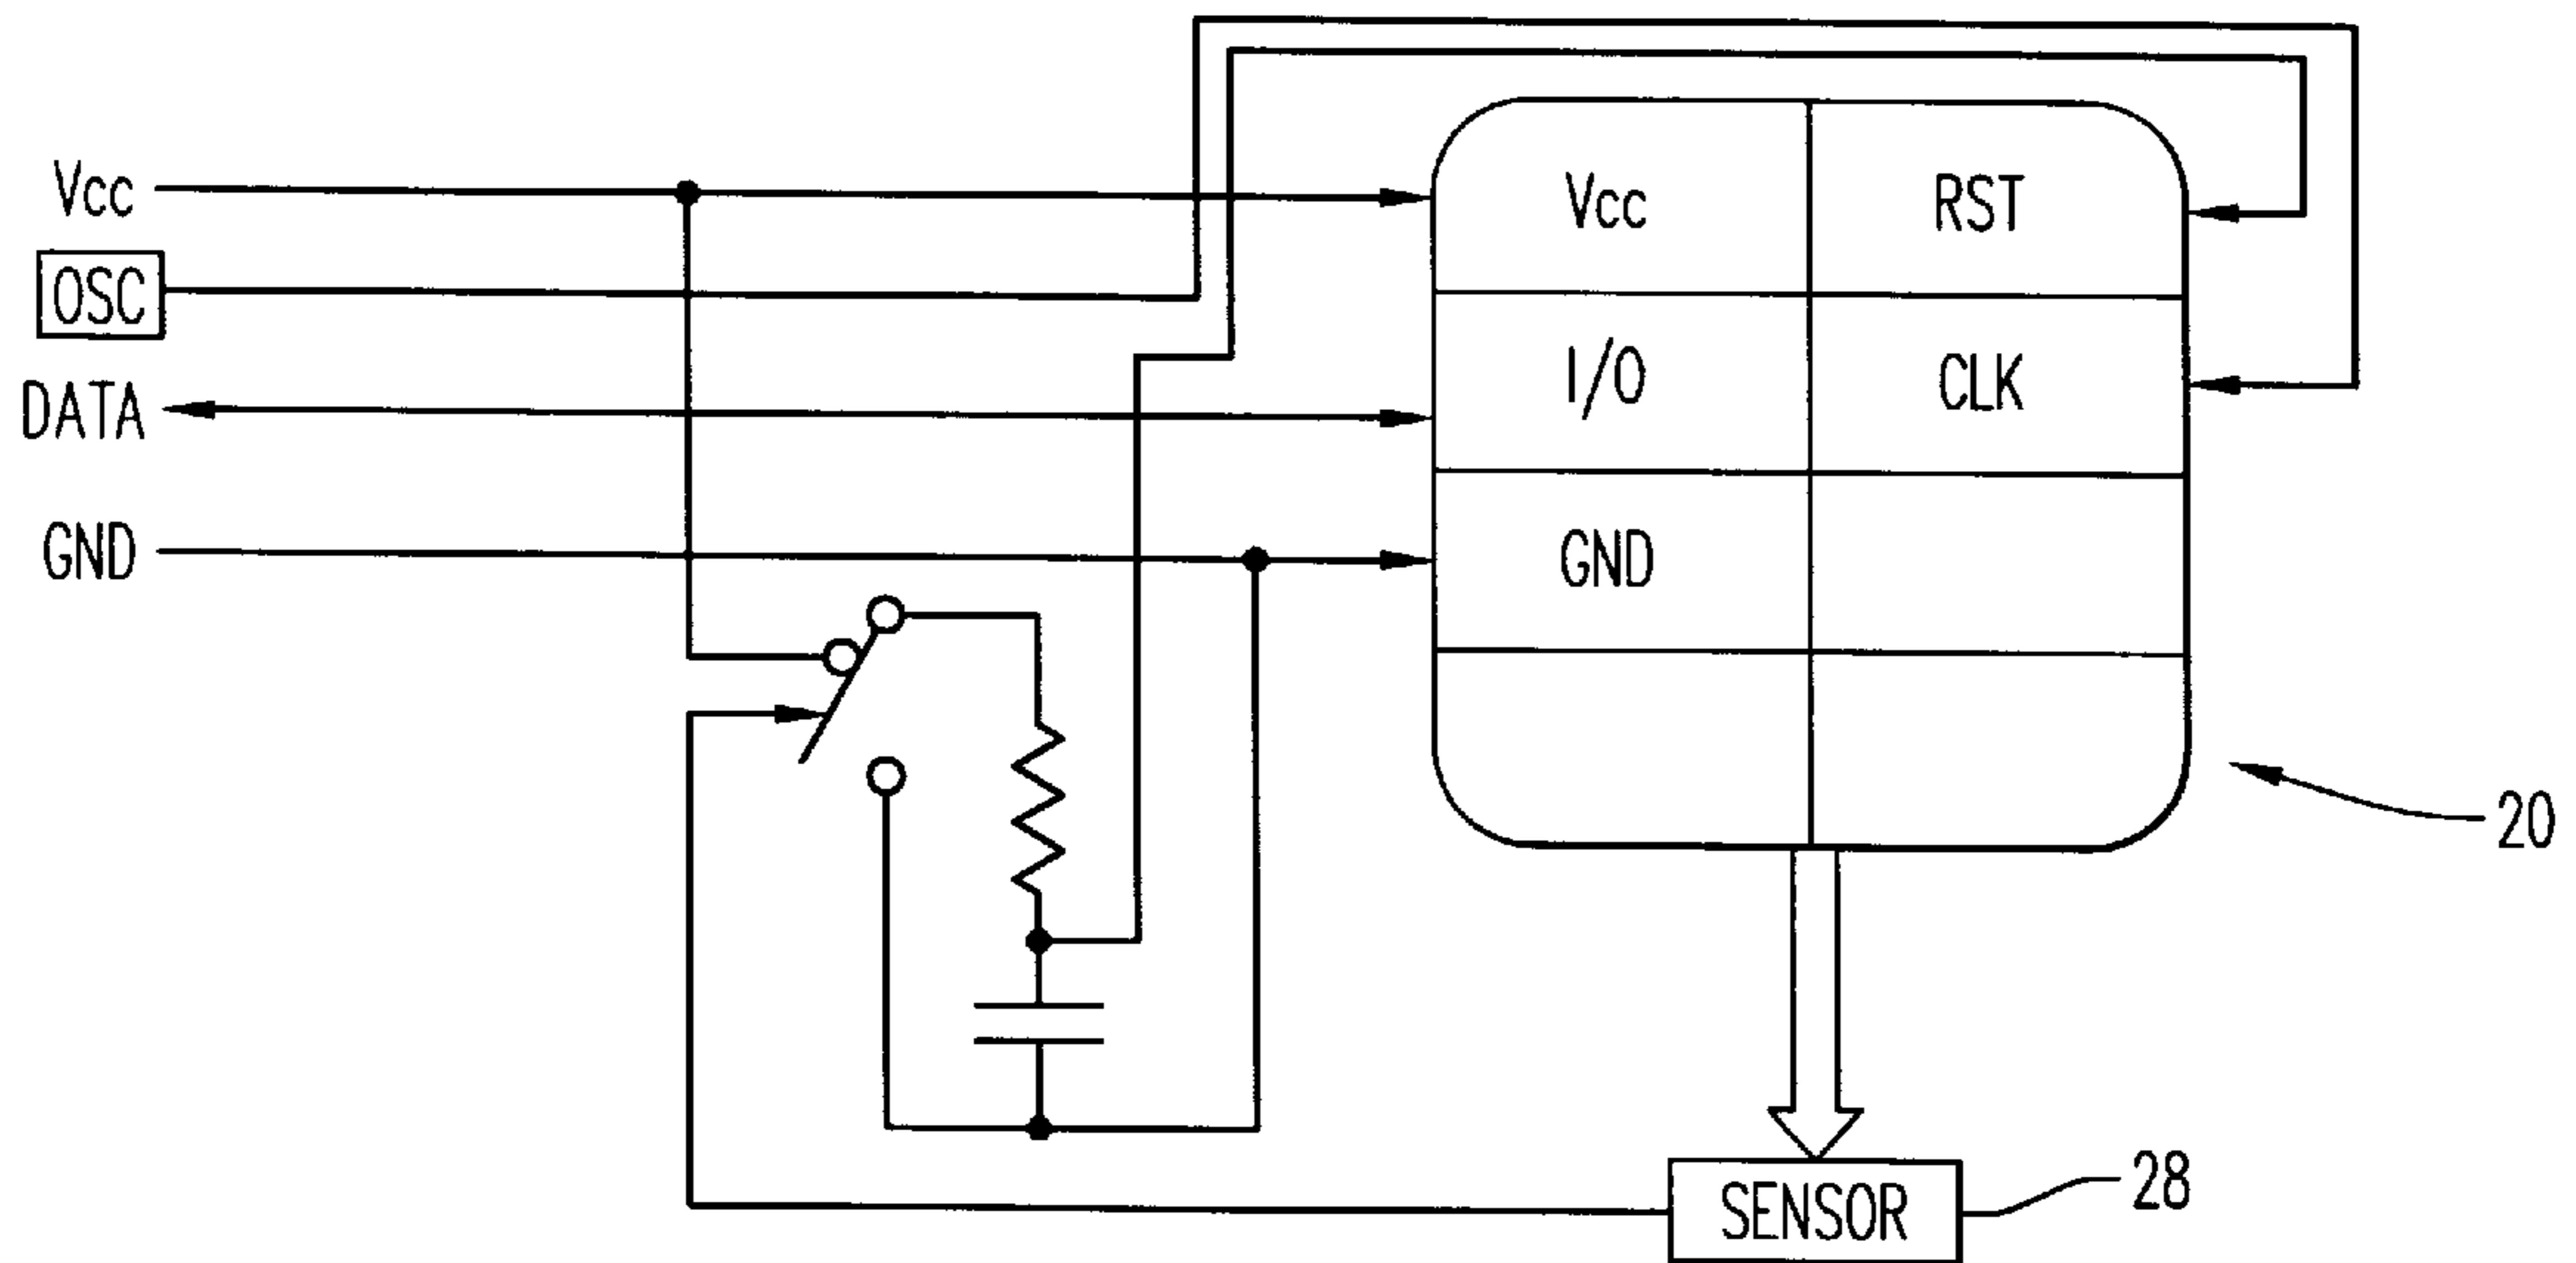 Vcc
OSC
DATA
GND
Vcc
RST
I/O
CLK
GND
20
28
SENSOR